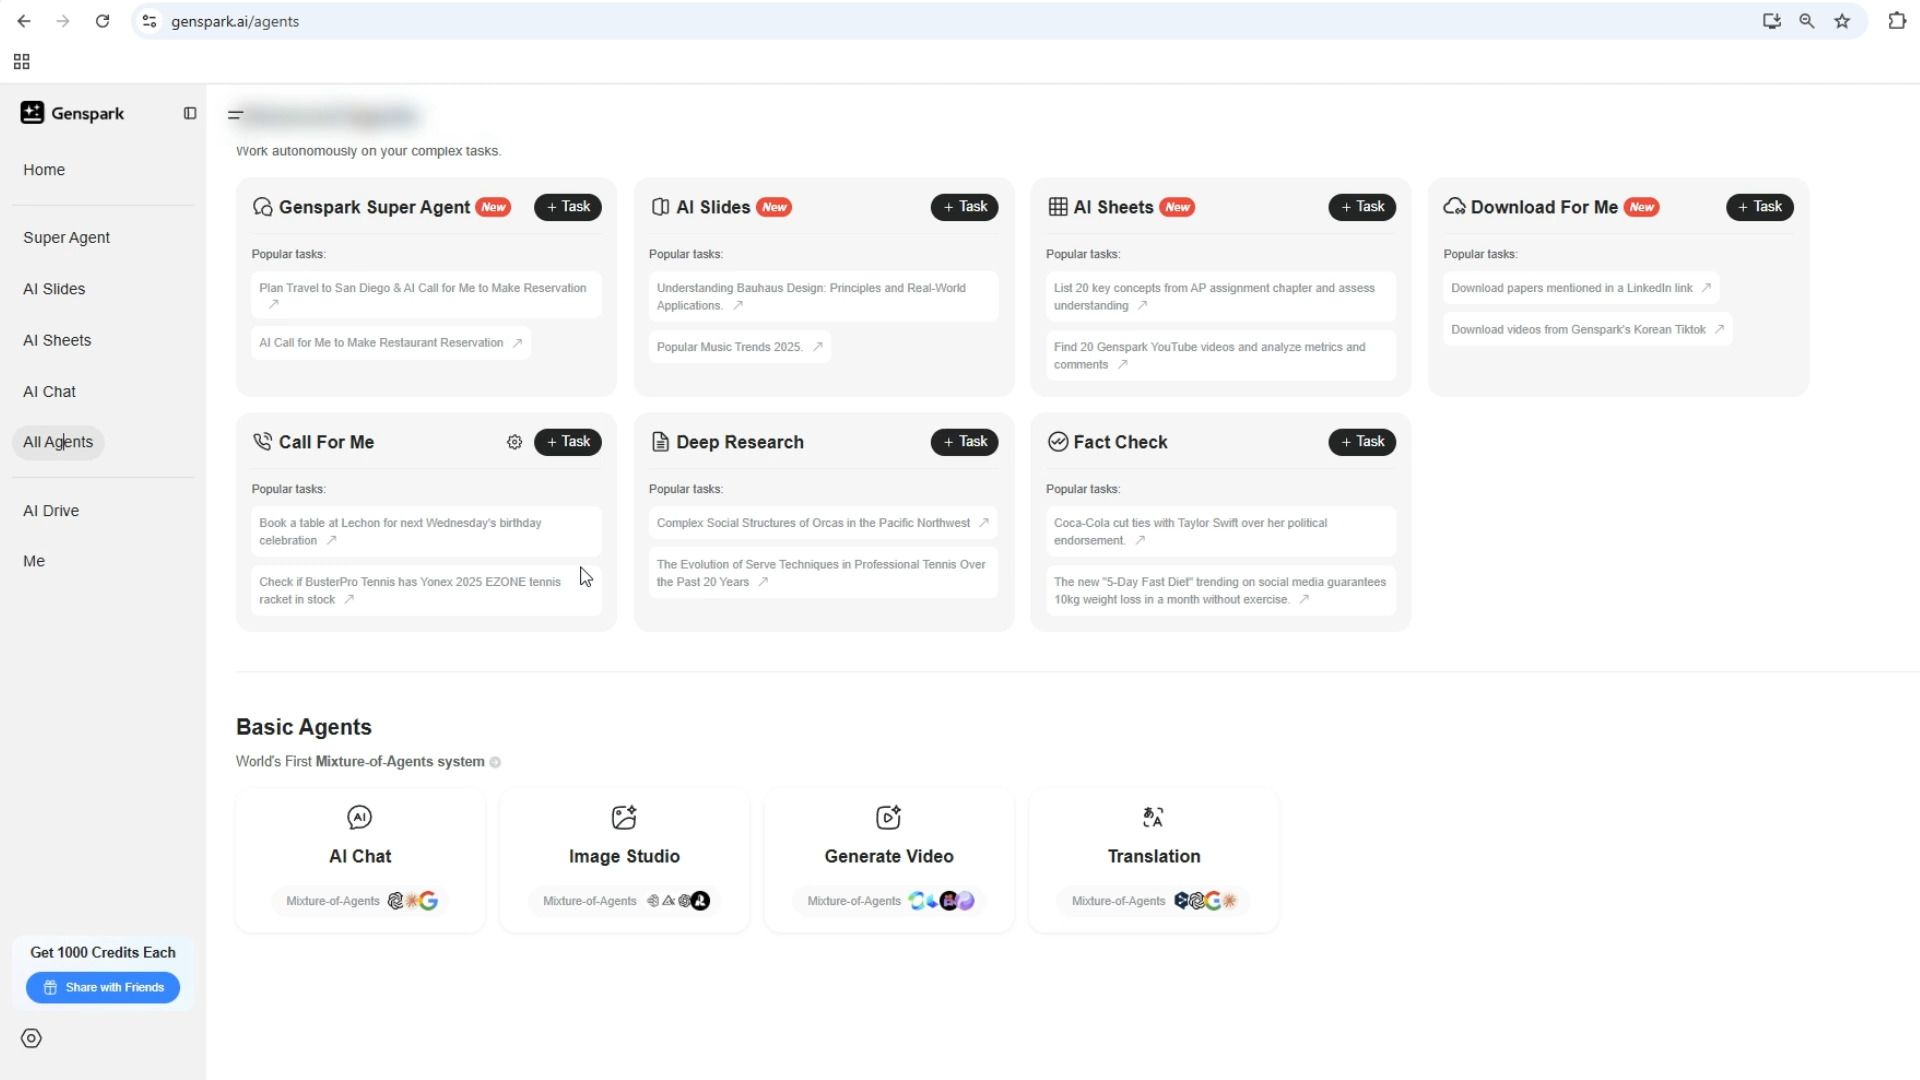 genspark.ai/agents
Genspark
Home
Super Agent
AI Slides
AI Sheets
AI Chat
All Agents
AI Drive
Me
Get 1000 Credits Each
Share with Friends
Work autonomously on your complex tasks.
Genspark Super Agent New + Task
Popular tasks:
Plan Travel to San Diego & AI Call for Me to Make Reservation
AI Call for Me to Make Restaurant Reservation
AI Slides New + Task
Popular tasks:
Understanding Bauhaus Design: Principles and Real-World
Applications.
Popular Music Trends 2025.
AI Sheets New + Task
Popular tasks:
List 20 key concepts from AP assignment chapter and assess
understanding
Find 20 Genspark YouTube videos and analyze metrics and
comments
Download For Me New + Task
Popular tasks:
Download papers mentioned in a LinkedIn link
Download videos from Genspark's Korean Tiktok
Call For Me + Task
Popular tasks:
Book a table at Lechon for next Wednesday's birthday
celebration
Check if BusterPro Tennis has Yonex 2025 EZONE tennis
racket in stock
Deep Research + Task
Popular tasks:
Complex Social Structures of Orcas in the Pacific Northwest
The Evolution of Serve Techniques in Professional Tennis Over
the Past 20 Years
Fact Check + Task
Popular tasks:
Coca-Cola cut ties with Taylor Swift over her political
endorsement.
The new "5-Day Fast Diet" trending on social media guarantees
10kg weight loss in a month without exercise.
Basic Agents
World's First Mixture-of-Agents system
AI Chat
Mixture-of-Agents
Image Studio
Mixture-of-Agents
Generate Video
Mixture-of-Agents
Translation
Mixture-of-Agents